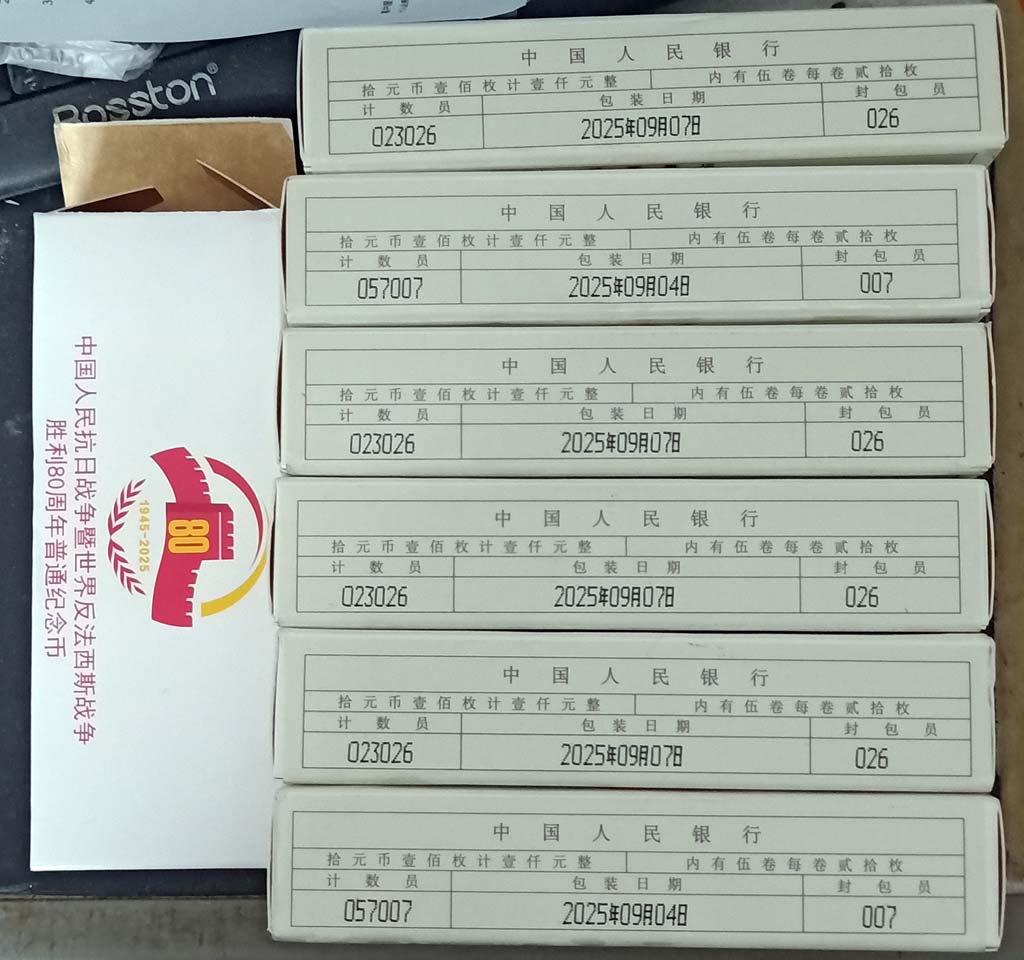 Rosston®
中国人民银行
拾元币壹佰枚计壹仟元整 内有伍卷每卷贰拾枚
计数员 包装日期 封包员
023026 2025年09月07日 026
中国人民银行
拾元币壹佰枚计壹仟元整 内有伍卷每卷贰拾枚
计数员 包装日期 封包员
057007 2025年09月04日 007
中国人民银行
拾元币壹佰枚计壹仟元整 内有伍卷每卷贰拾枚
计数员 包装日期 封包员
023026 2025年09月07日 026
中国人民银行
拾元币壹佰枚计壹仟元整 内有伍卷每卷贰拾枚
计数员 包装日期 封包员
023026 2025年09月07日 026
中国人民银行
拾元币壹佰枚计壹仟元整 内有伍卷每卷贰拾枚
计数员 包装日期 封包员
023026 2025年09月07日 026
中国人民银行
拾元币壹佰枚计壹仟元整 内有伍卷每卷贰拾枚
计数员 包装日期 封包员
057007 2025年09月04日 007
中国人民抗日战争暨世界反法西斯战争
胜利80周年普通纪念币
1945-2025
80